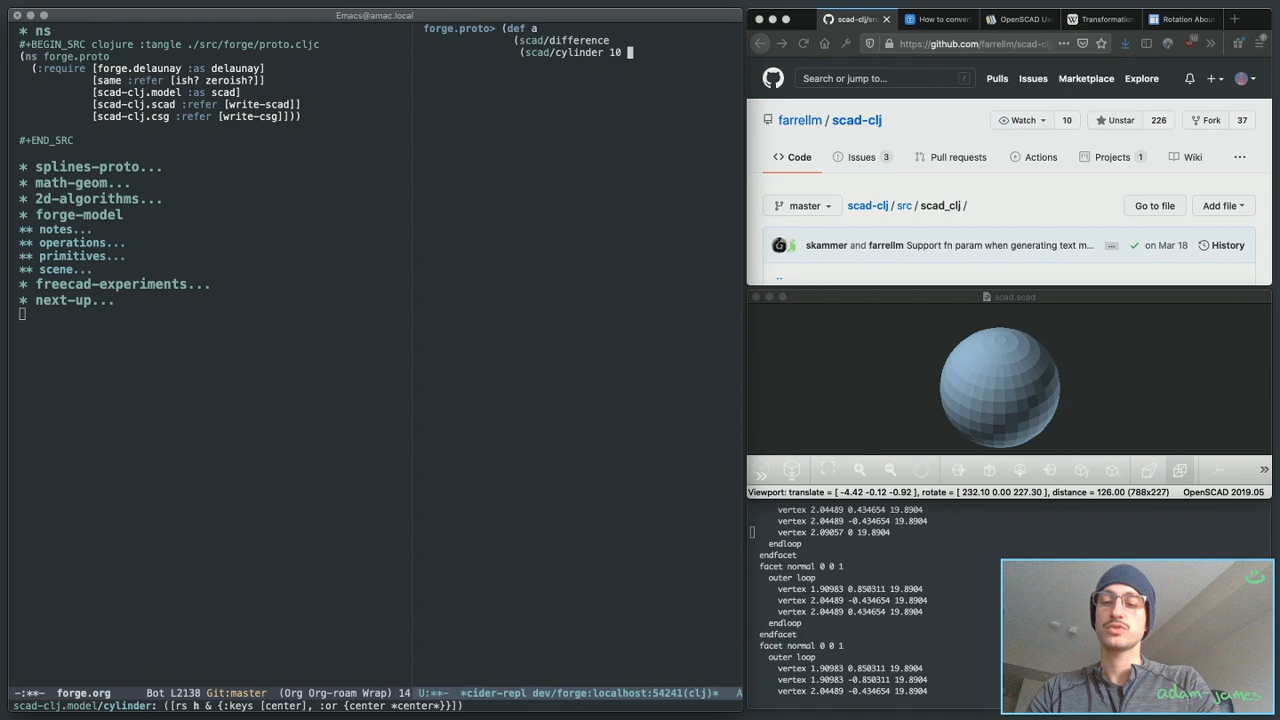 Emacs@amac.local
* ns
#+BEGIN_SRC clojure :tangle ./src/forge/proto.cljc
(ns forge.proto
(:require [forge.delaunay :as delaunay]
[same :refer [ish? zeroish?]]
[scad-clj.model :as scad]
[scad-clj.scad :refer [write-scad]]
[scad-clj.csg :refer [write-csg]]))
#+END_SRC
* splines-proto...
* math-geom...
* 2d-algorithms...
* forge-model
** notes...
** operations...
** primitives...
** scene...
* freecad-experiments...
* next-up...
-:**- forge.org Bot L2138 Git:master (Org Org-roam Wrap) 14
scad-clj.model/cylinder: ([rs h & {:keys [center], :or {center *center*}}])
forge.proto> (def a
(scad/difference
(scad/cylinder 10
U:**- *cider-repl dev/forge:localhost:54241(clj)* A
scad-clj/src
How to convert
OpenSCAD Us
Transformation
Rotation Abou
https://github.com/farrellm/scad-clj
Search or jump to...
/
Pulls Issues Marketplace Explore
farrellm / scad-clj
Watch 10
Unstar 226
Fork 37
Code
Issues 3
Pull requests
Actions
Projects 1
Wiki
master
scad-clj / src / scad_clj /
Go to file
Add file
skammer and farrellm Support fn param when generating text m...
on Mar 18
History
..
scad.scad
Viewport: translate = [ -4.42 -0.12 -0.92 ], rotate = [ 232.10 0.00 227.30 ], distance = 126.00 (788x227)
OpenSCAD 2019.05
vertex 2.04489 0.434654 19.8904
vertex 2.04489 -0.434654 19.8904
vertex 2.09057 0 19.8904
endloop
endfacet
facet normal 0 0 1
outer loop
vertex 1.90983 0.850311 19.8904
vertex 2.04489 -0.434654 19.8904
vertex 2.04489 0.434654 19.8904
endloop
endfacet
facet normal 0 0 1
outer loop
vertex 1.90983 0.850311 19.8904
vertex 1.90983 -0.850311 19.8904
vertex 2.04489 -0.434654 19.8904
adam-james